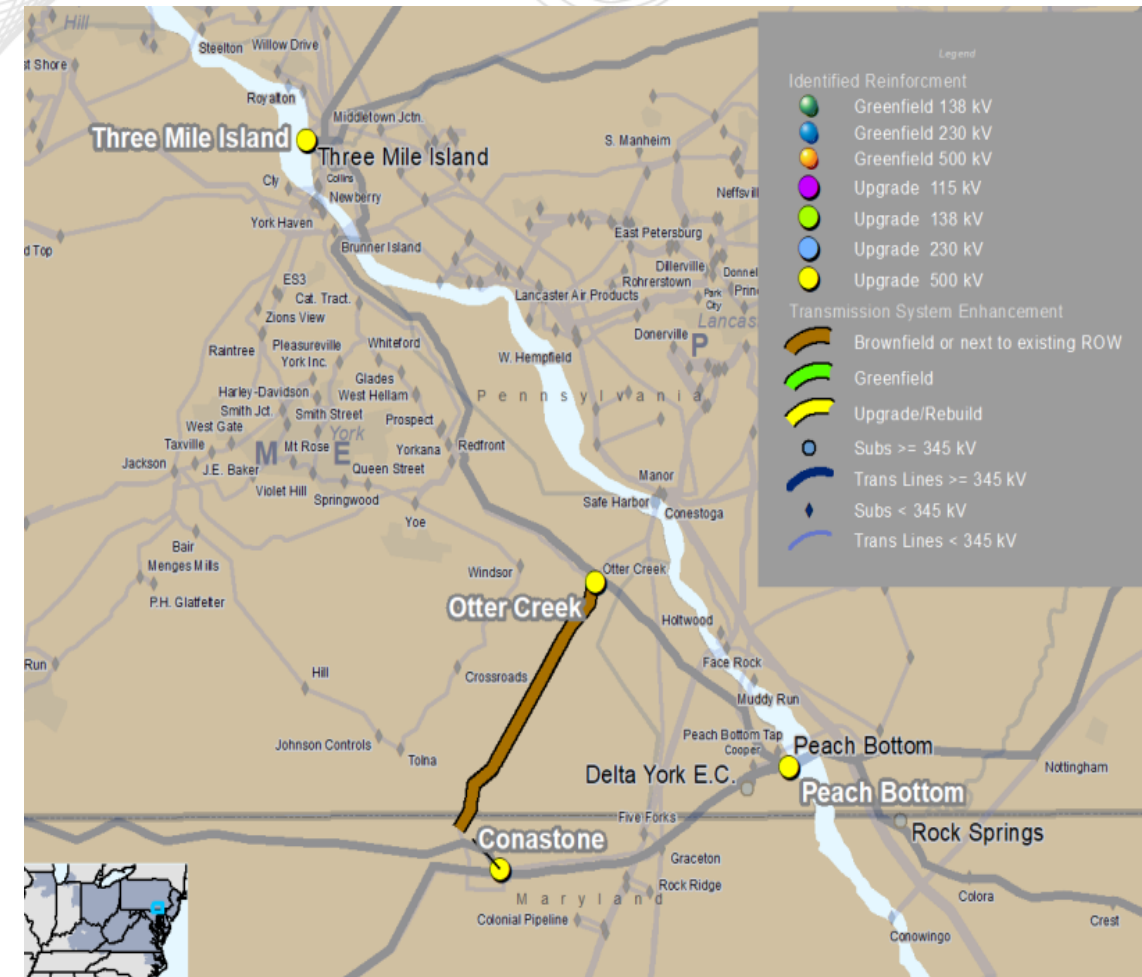 Hill
Steelton
Willow Drive
st Shore
Royalton
Middletown Jctn.
Three Mile Island
Three Mile Island
S. Manheim
Cly
Collins
Newberry
Neffsvill
York Haven
East Petersburg
d Top
Brunner Island
ES3
Dillerville
Donnel
Rohrerstown
Cat. Tract.
Lancaster Air Products
Park
City
Prin
Zions View
Lancas
Donerville
P
Raintree
Pleasureville
Whiteford
York Inc.
W. Hempfield
Glades
Harley-Davidson
West Hellam
Pennsylvania
Smith Jct.
Smith Street
West Gate
Prospect
York
Taxville
Mt Rose
M
E
Yorkana
Redfront
Jackson
J.E. Baker
Queen Street
Violet Hill
Springwood
Manor
Safe Harbor
Conestoga
Yoe
Bair
Menges Mills
Windsor
Otter Creek
P.H. Glatfelter
Otter Creek
Holtwood
Run
Hill
Face Rock
Crossroads
Muddy Run
Johnson Controls
Tolna
Peach Bottom Tap
Cooper
Peach Bottom
Delta York E.C.
Nottingham
Peach Bottom
Five Forks
Rock Springs
Conastone
Graceton
Rock Ridge
Maryland
Colora
Colonial Pipeline
Crest
Conowingo
Legend
Identified Reinforcment
Greenfield 138 kV
Greenfield 230 kV
Greenfield 500 kV
Upgrade 115 kV
Upgrade 138 kV
Upgrade 230 kV
Upgrade 500 kV
Transmission System Enhancement
Brownfield or next to existing ROW
Greenfield
Upgrade/Rebuild
Subs >= 345 kV
Trans Lines >= 345 kV
Subs < 345 kV
Trans Lines < 345 kV